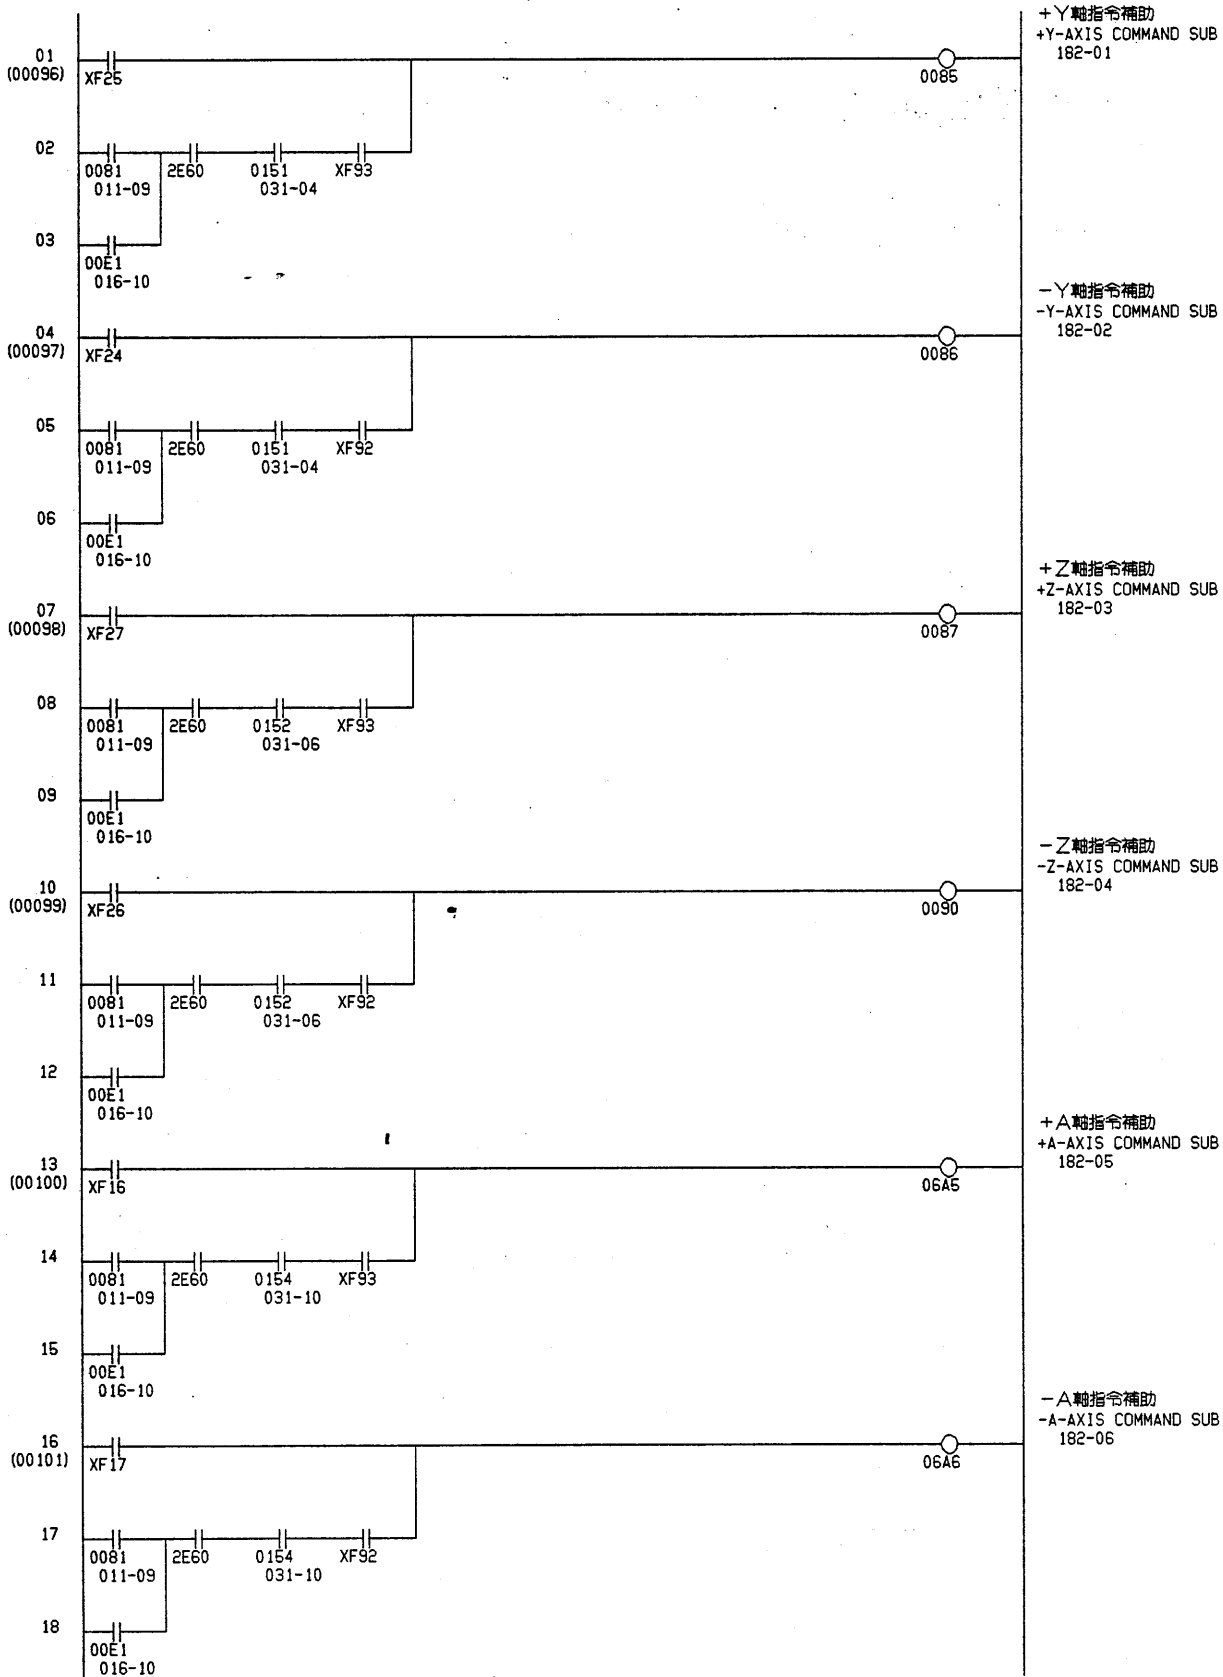 +Y軸指令補助
+Y-AXIS COMMAND SUB
182-01
01
(00096)
XF25
0085
02
0081
011-09
2E60
0151
031-04
XF93
03
00E1
016-10
-Y軸指令補助
-Y-AXIS COMMAND SUB
182-02
04
(00097)
XF24
0086
05
0081
011-09
2E60
0151
031-04
XF92
06
00E1
016-10
+Z軸指令補助
+Z-AXIS COMMAND SUB
182-03
07
(00098)
XF27
0087
08
0081
011-09
2E60
0152
031-06
XF93
09
00E1
016-10
-Z軸指令補助
-Z-AXIS COMMAND SUB
182-04
10
(00099)
XF26
0090
11
0081
011-09
2E60
0152
031-06
XF92
12
00E1
016-10
+A軸指令補助
+A-AXIS COMMAND SUB
182-05
13
(00100)
XF16
06A5
14
0081
011-09
2E60
0154
031-10
XF93
15
00E1
016-10
-A軸指令補助
-A-AXIS COMMAND SUB
182-06
16
(00101)
XF17
06A6
17
0081
011-09
2E60
0154
031-10
XF92
18
00E1
016-10